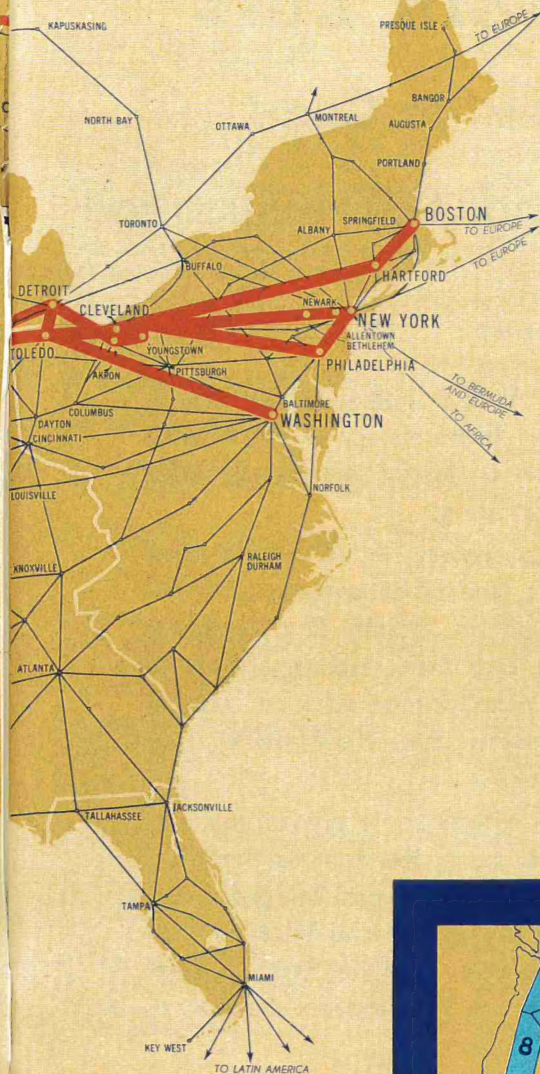 KAPUSKASING
PRESQUE ISLE
TO EUROPE
BANGOR
NORTH BAY
OTTAWA
MONTREAL
AUGUSTA
PORTLAND
TORONTO
ALBANY
SPRINGFIELD
BOSTON
TO EUROPE
TO EUROPE
BUFFALO
HARTFORD
DETROIT
CLEVELAND
NEWARK
NEW YORK
ALLENTOWN
BETHLEHEM
TOLEDO
YOUNGSTOWN
PHILADELPHIA
AKRON
PITTSBURGH
TO BERMUDA
AND EUROPE
TO AFRICA
COLUMBUS
BALTIMORE
WASHINGTON
DAYTON
CINCINNATI
LOUISVILLE
NORFOLK
RALEIGH
DURHAM
KNOXVILLE
ATLANTA
TALLAHASSEE
JACKSONVILLE
TAMPA
MIAMI
KEY WEST
TO LATIN AMERICA
8